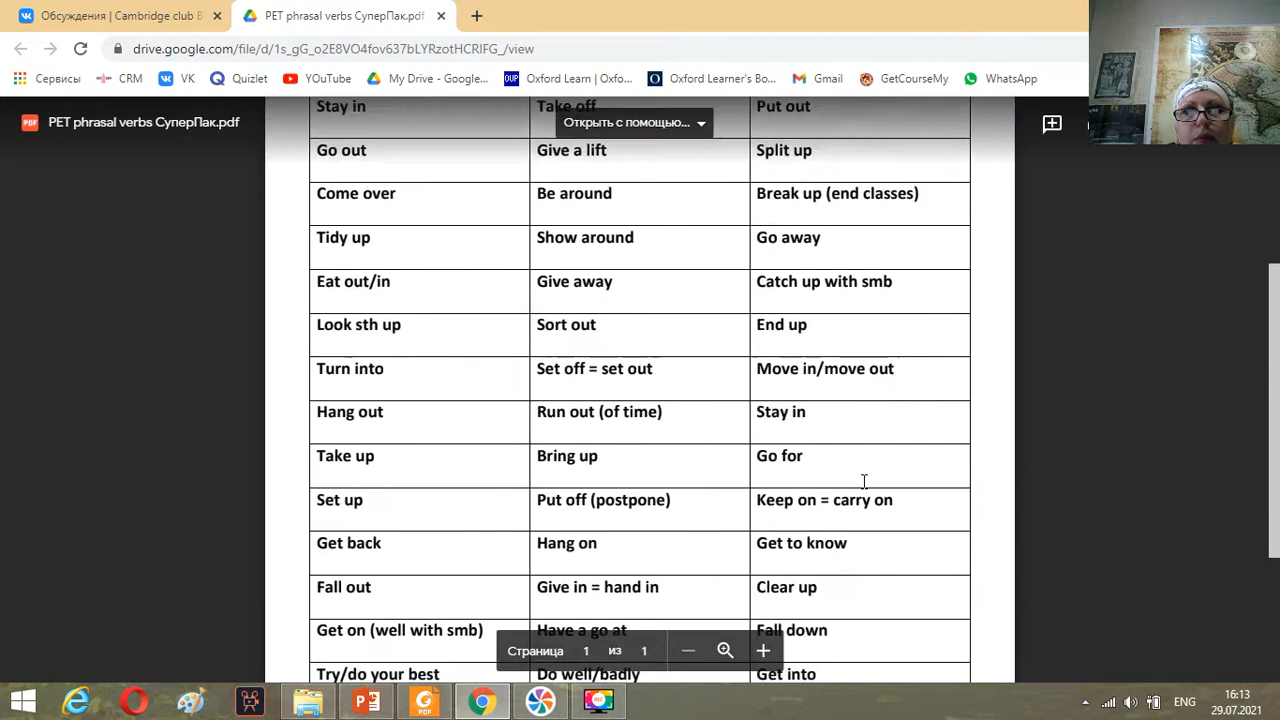 Обсуждения | Cambridge club B
PET phrasal verbs СуперПак.pdf
drive.google.com/file/d/1s_gG_o2E8VO4fov637bLYRzotHCRlFG_/view
Сервисы
CRM
VK
Quizlet
YOutube
My Drive - Google...
Oxford Learn | Oxfo...
Oxford Learner's Bo...
Gmail
GetCourseMy
WhatsApp
PET phrasal verbs СуперПак.pdf
Открыть с помощью...
Stay in
Take off
Put out
Go out
Give a lift
Split up
Come over
Be around
Break up (end classes)
Tidy up
Show around
Go away
Eat out/in
Give away
Catch up with smb
Look sth up
Sort out
End up
Turn into
Set off = set out
Move in/move out
Hang out
Run out (of time)
Stay in
Take up
Bring up
Go for
Set up
Put off (postpone)
Keep on = carry on
Get back
Hang on
Get to know
Fall out
Give in = hand in
Clear up
Get on (well with smb)
Have a go at
Fall down
Try/do your best
Do well/badly
Get into
Страница 1 из 1
ENG
16:13
29.07.2021